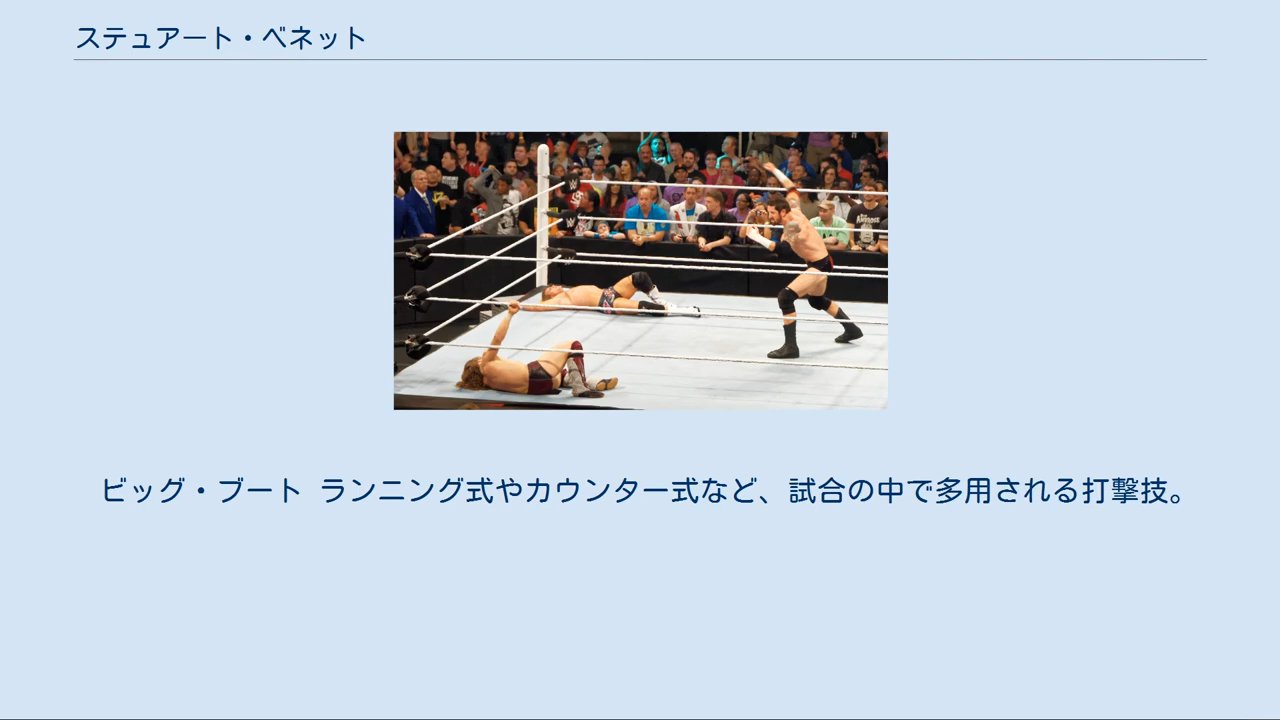 ステュアート・ベネット
ビッグ・ブート ランニング式やカウンター式など、試合の中で多用される打撃技。